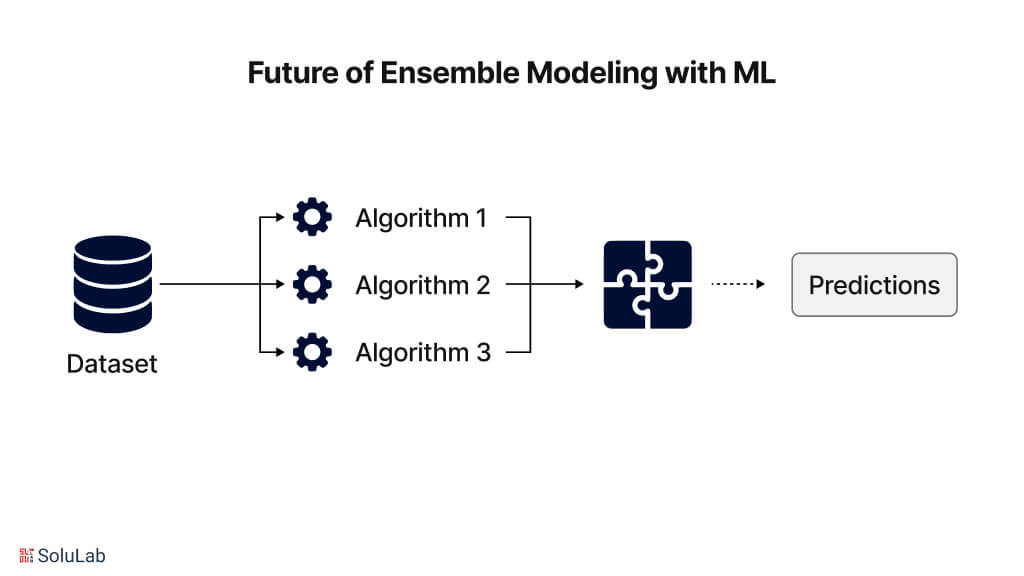 Future of Ensemble Modeling with ML
Algorithm 1
Algorithm 2
Algorithm 3
Dataset
Predictions
SoluLab